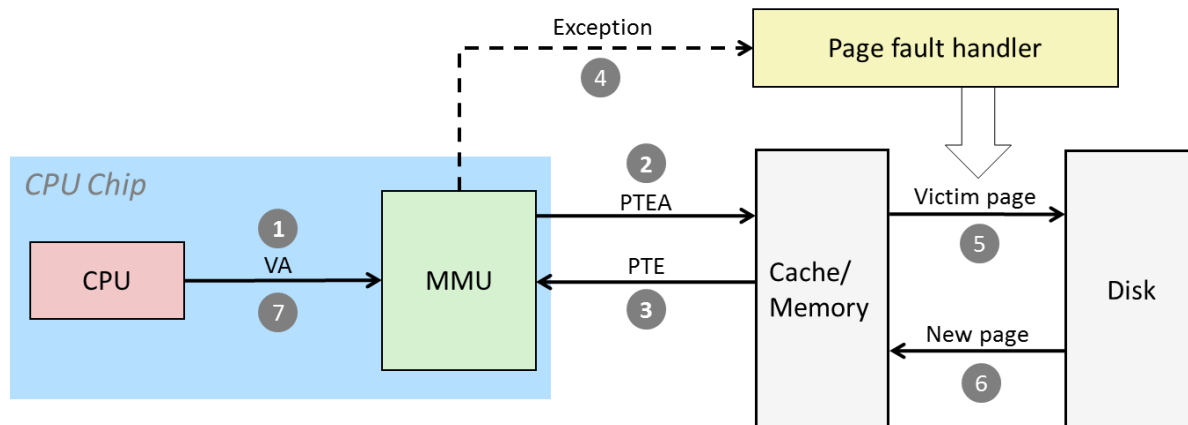 Exception
4
Page fault handler
CPU Chip
2
PTEA
Victim page
5
1
VA
CPU
7
MMU
PTE
3
Cache/
Memory
Disk
New page
6